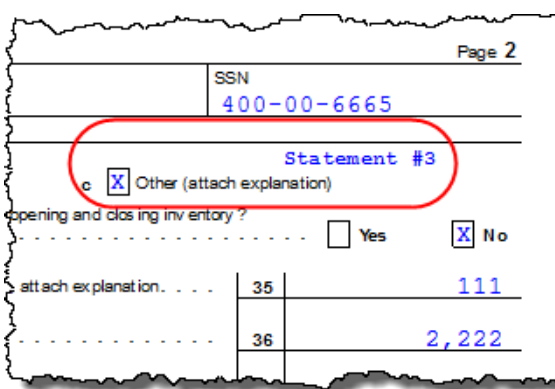 Page 2
SSN
400-00-6665
Statement #3
c X Other (attach explanation)
opening and closing inventory?
. . . . . . . . . . . . . . . . . . . . Yes X No
attach explanation. . . . 35 111
. . . . . . . . . . . . . 36 2,222